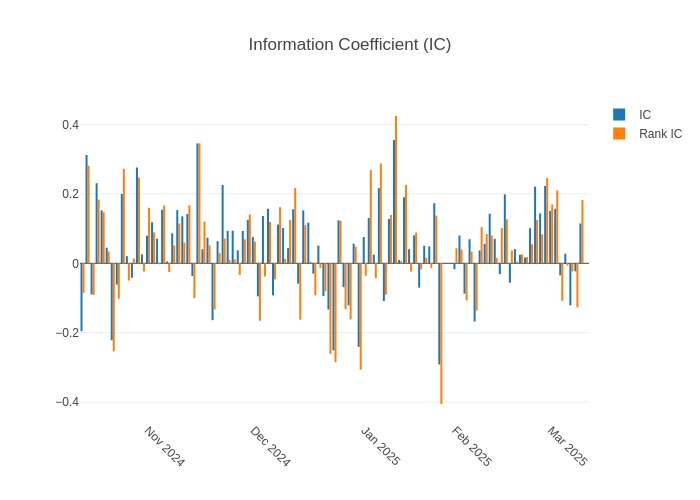 Information Coefficient (IC)
IC
Rank IC
0.4
0.2
0
−0.2
−0.4
Nov 2024
Dec 2024
Jan 2025
Feb 2025
Mar 2025